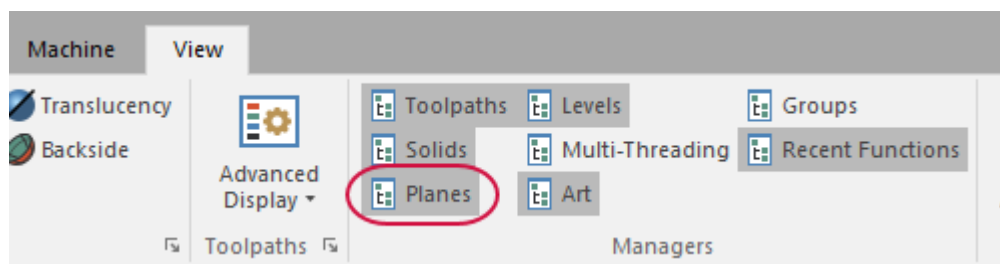 Machine View
Translucency Toolpaths Levels Groups
Backside Solids Multi-Threading Recent Functions
Advanced
Display Planes Art
Toolpaths Managers